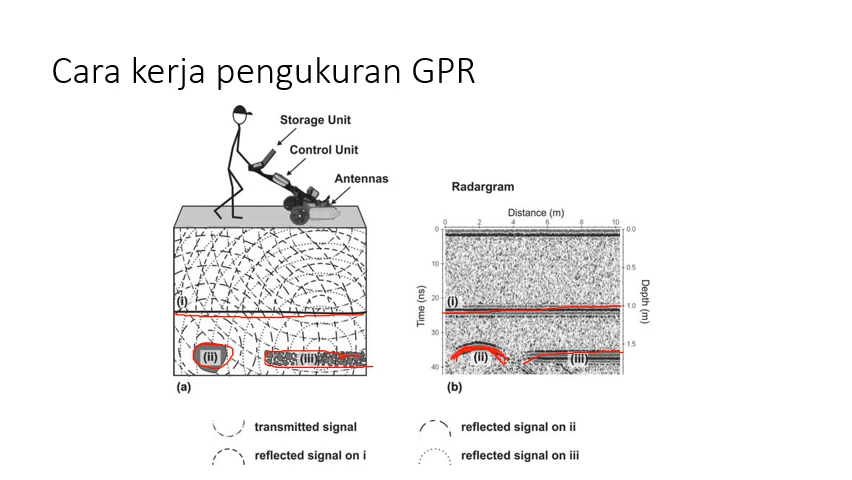 Cara kerja pengukuran GPR
Storage Unit
Control Unit
Antennas
(i)
(ii)
(iii)
(a)
Radargram
Distance (m)
0 2 4 6 8 10
Time (ns)
0
10
20
30
40
Depth (m)
0.0
0.5
1.0
1.5
(i)
(ii)
(iii)
(b)
transmitted signal
reflected signal on i
reflected signal on ii
reflected signal on iii